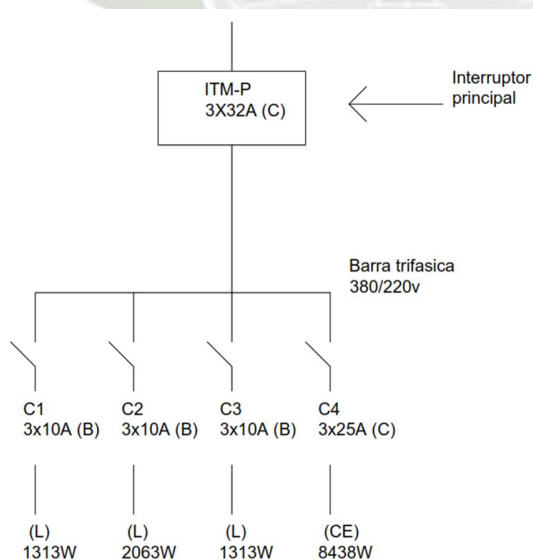 ITM-P
3X32A (C)
Interruptor
principal
Barra trifasica
380/220v
C1
3x10A (B)
C2
3x10A (B)
C3
3x10A (B)
C4
3x25A (C)
(L)
1313W
(L)
2063W
(L)
1313W
(CE)
8438W